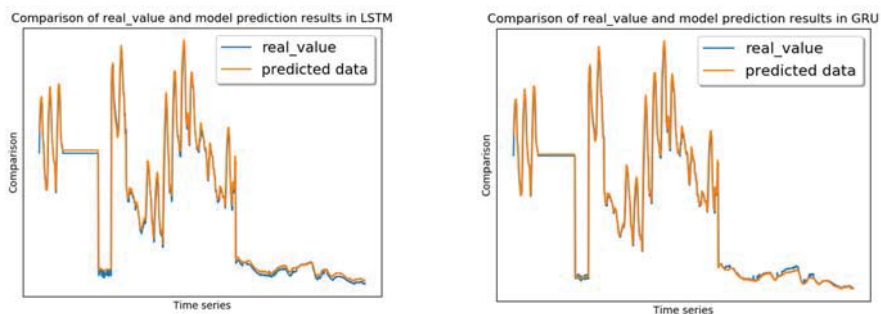 Comparison of real_value and model prediction results in LSTM
real_value
predicted data
Comparison
Time series
Comparison of real_value and model prediction results in GRU
real_value
predicted data
Comparison
Time series